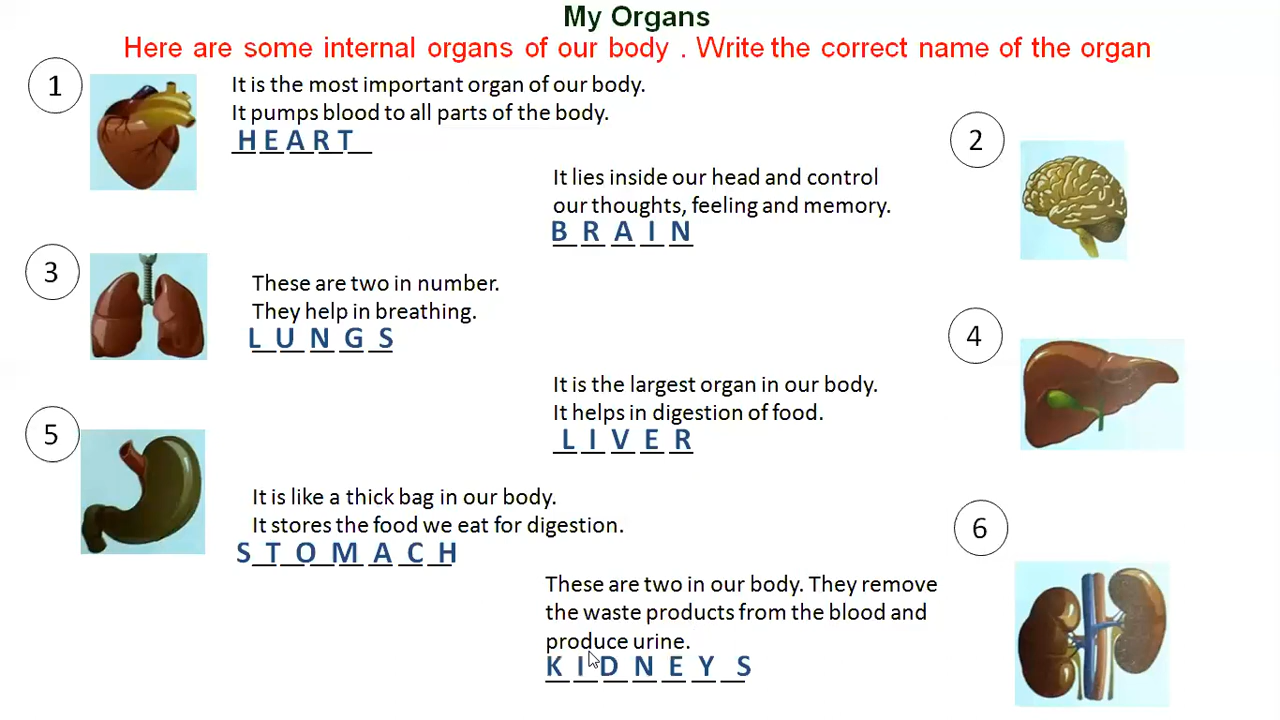 My Organs
Here are some internal organs of our body . Write the correct name of the organ
1
It is the most important organ of our body.
It pumps blood to all parts of the body.
H E A R T
2
It lies inside our head and control
our thoughts, feeling and memory.
B R A I N
3
These are two in number.
They help in breathing.
L U N G S
4
It is the largest organ in our body.
It helps in digestion of food.
L I V E R
5
It is like a thick bag in our body.
It stores the food we eat for digestion.
S T O M A C H
6
These are two in our body. They remove
the waste products from the blood and
produce urine.
K I D N E Y S